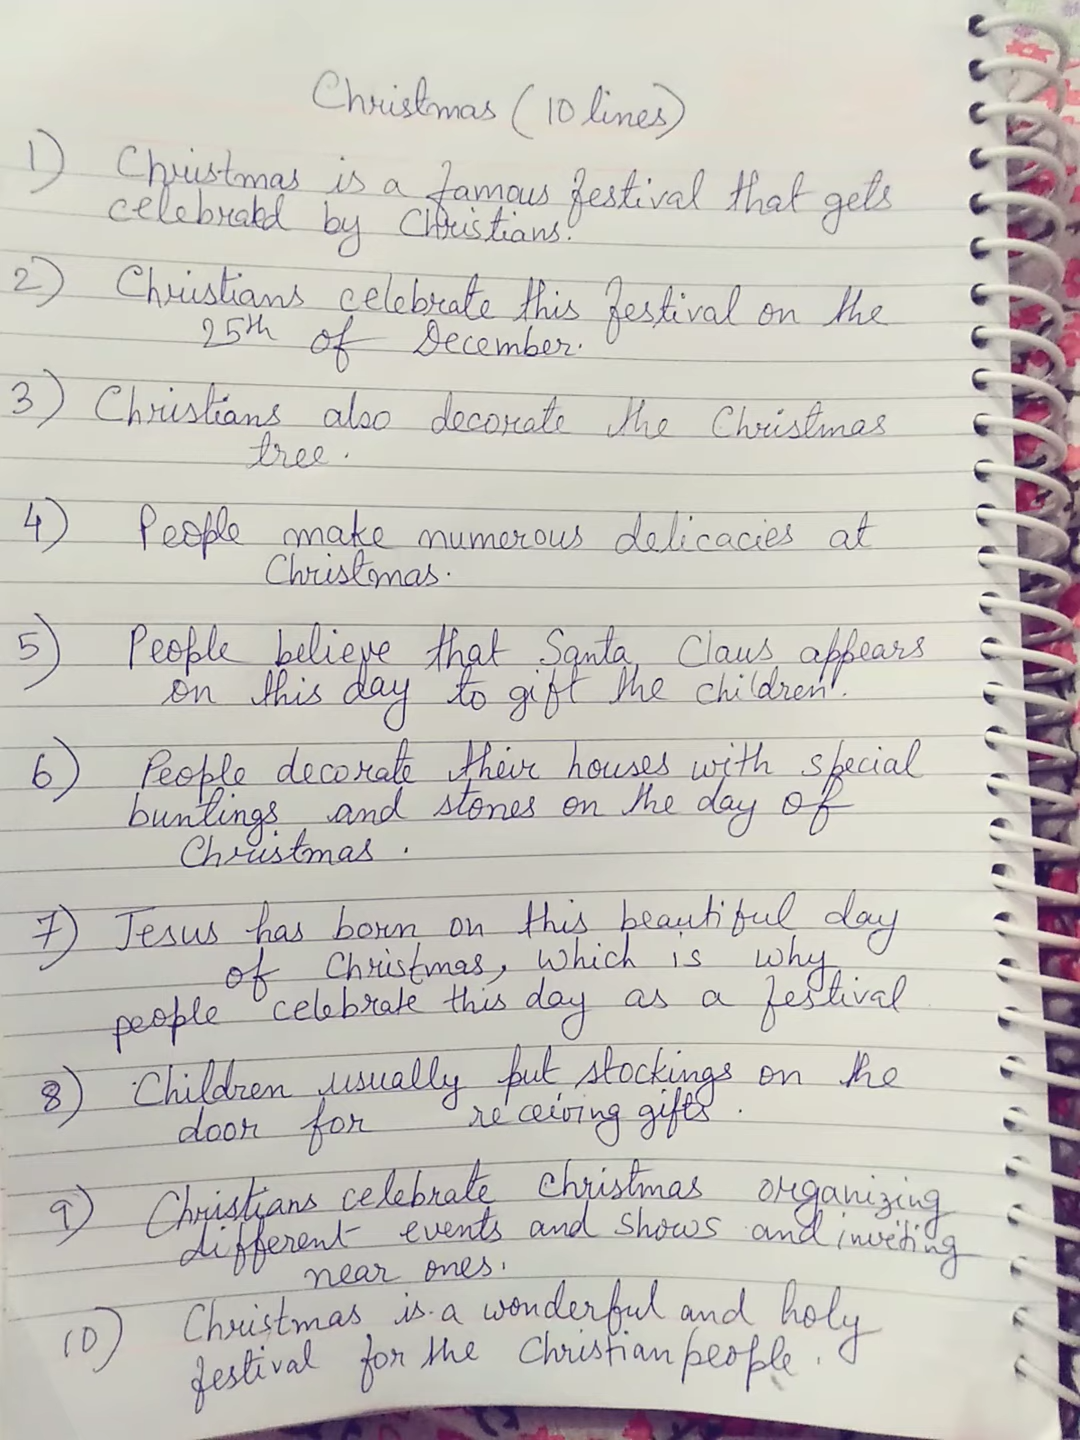 Christmas (10 lines)
1) Christmas is a famous festival that gets
celebrated by Christians.
2) Christians celebrate this festival on the
25th of December.
3) Christians also decorate the Christmas
tree.
4) People make numerous delicacies at
Christmas.
5) People believe that Santa Claus appears
on this day to gift the children.
6) People decorate their houses with special
buntings and stones on the day of
Christmas.
7) Jesus has born on this beautiful day
of Christmas, which is why
people celebrate this day as a festival
8) Children usually put stockings on the
door for receiving gifts.
9) Christians celebrate christmas organizing
different events and shows and inviting
near ones.
10) Christmas is a wonderful and holy
festival for the Christian people.